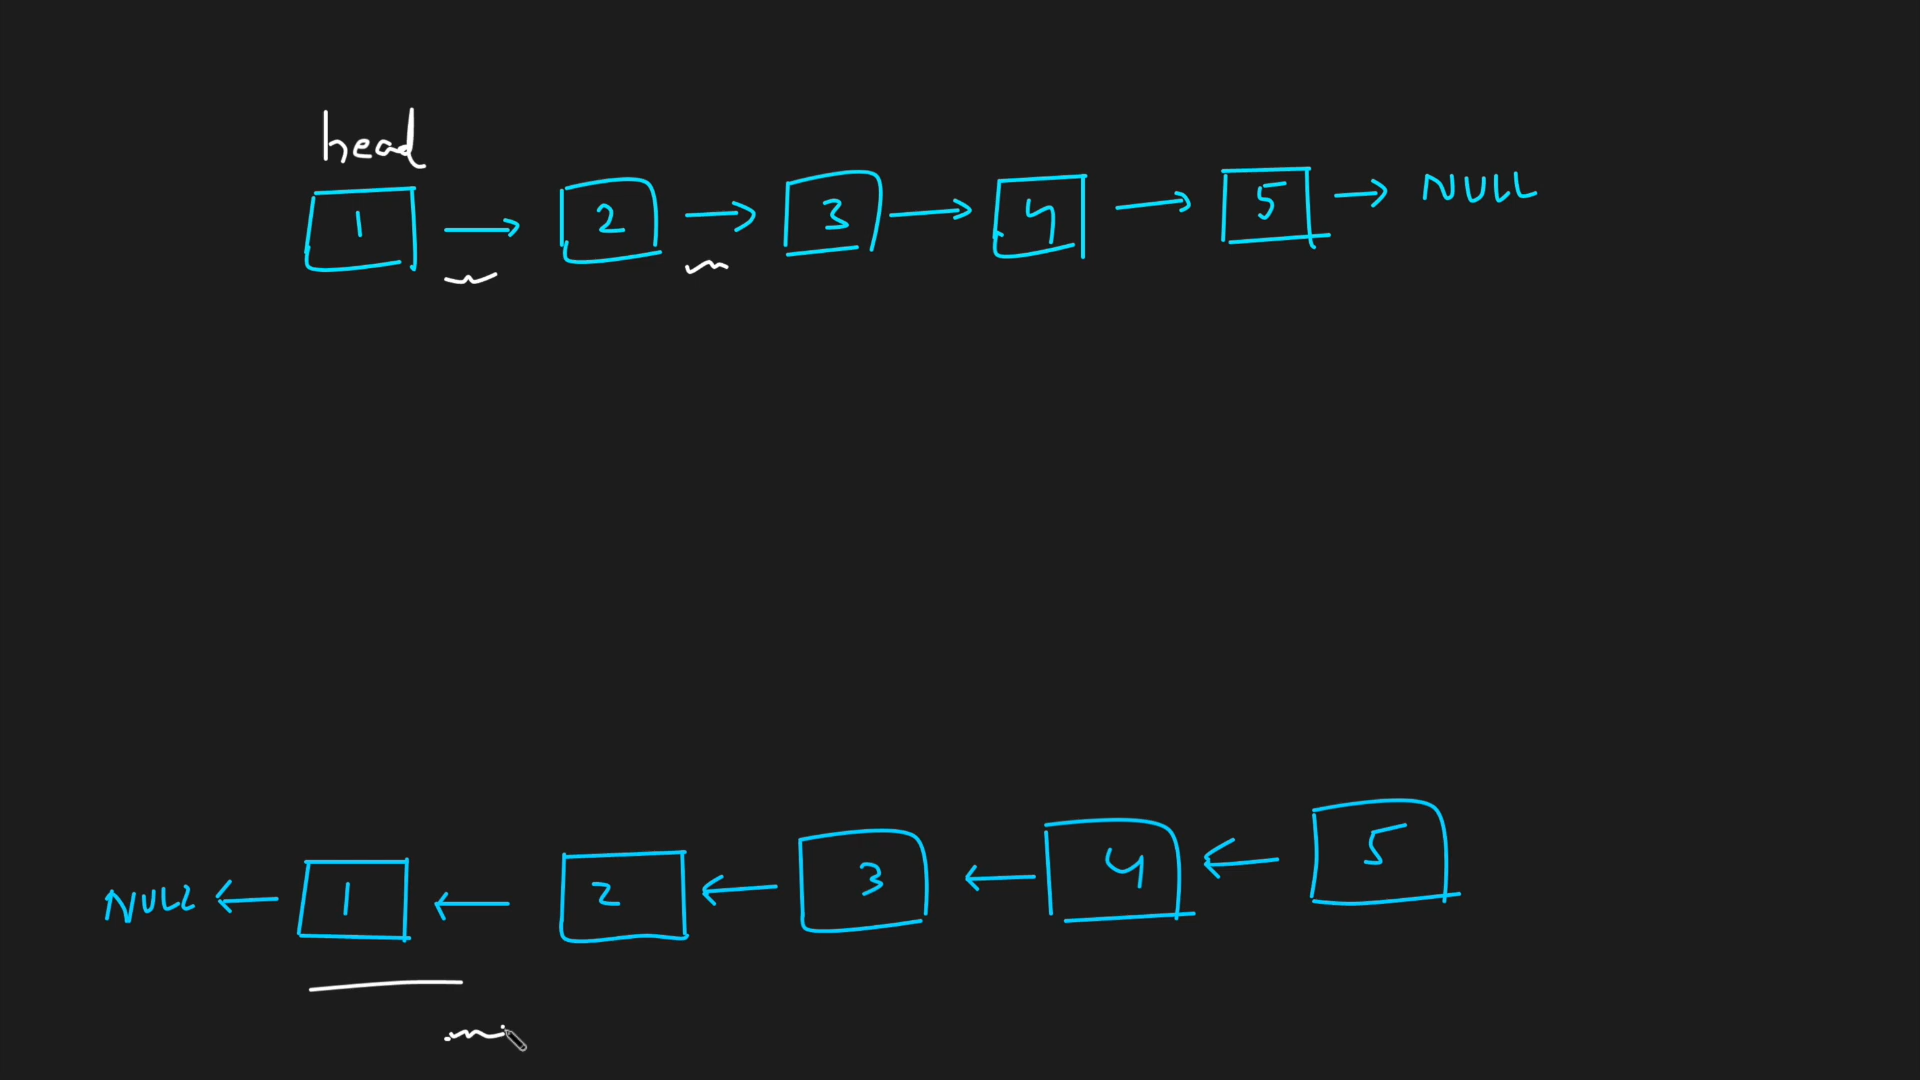 head
1 → 2 → 3 → 4 → 5 → NULL
NULL ← 1 ← 2 ← 3 ← 4 ← 5